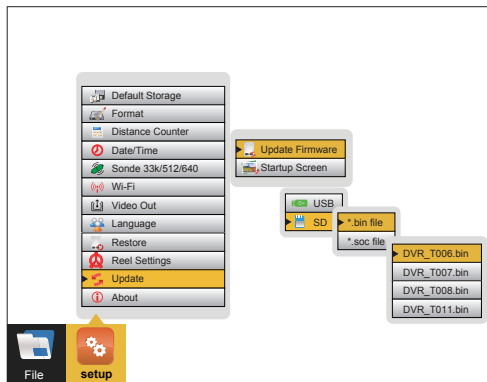 Default Storage
Format
Distance Counter
Date/Time
Sonde 33k/512/640
Wi-Fi
Video Out
Language
Restore
Reel Settings
Update
About
Update Firmware
Startup Screen
USB
SD
*.bin file
*.soc file
DVR_T006.bin
DVR_T007.bin
DVR_T008.bin
DVR_T011.bin
File
setup